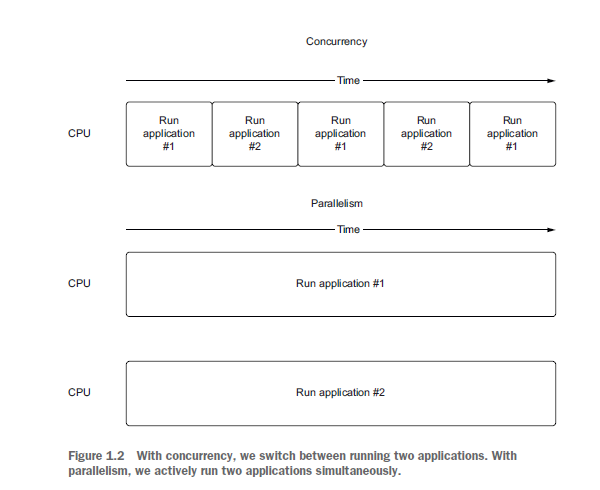 Concurrency
Time
CPU
Run
application
#1
Run
application
#2
Run
application
#1
Run
application
#2
Run
application
#1
Parallelism
Time
CPU
Run application #1
CPU
Run application #2
Figure 1.2 With concurrency, we switch between running two applications. With
parallelism, we actively run two applications simultaneously.